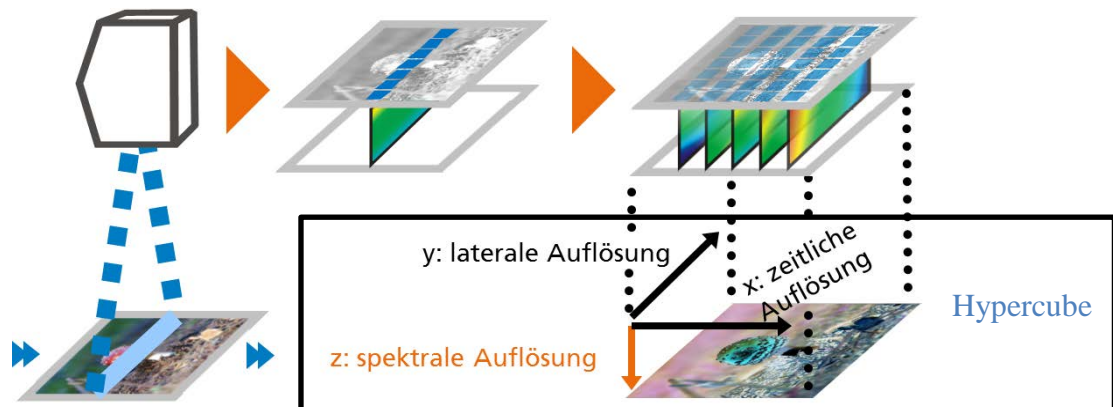 y: laterale Auflösung
x: zeitliche
Auflösung
Hypercube
z: spektrale Auflösung